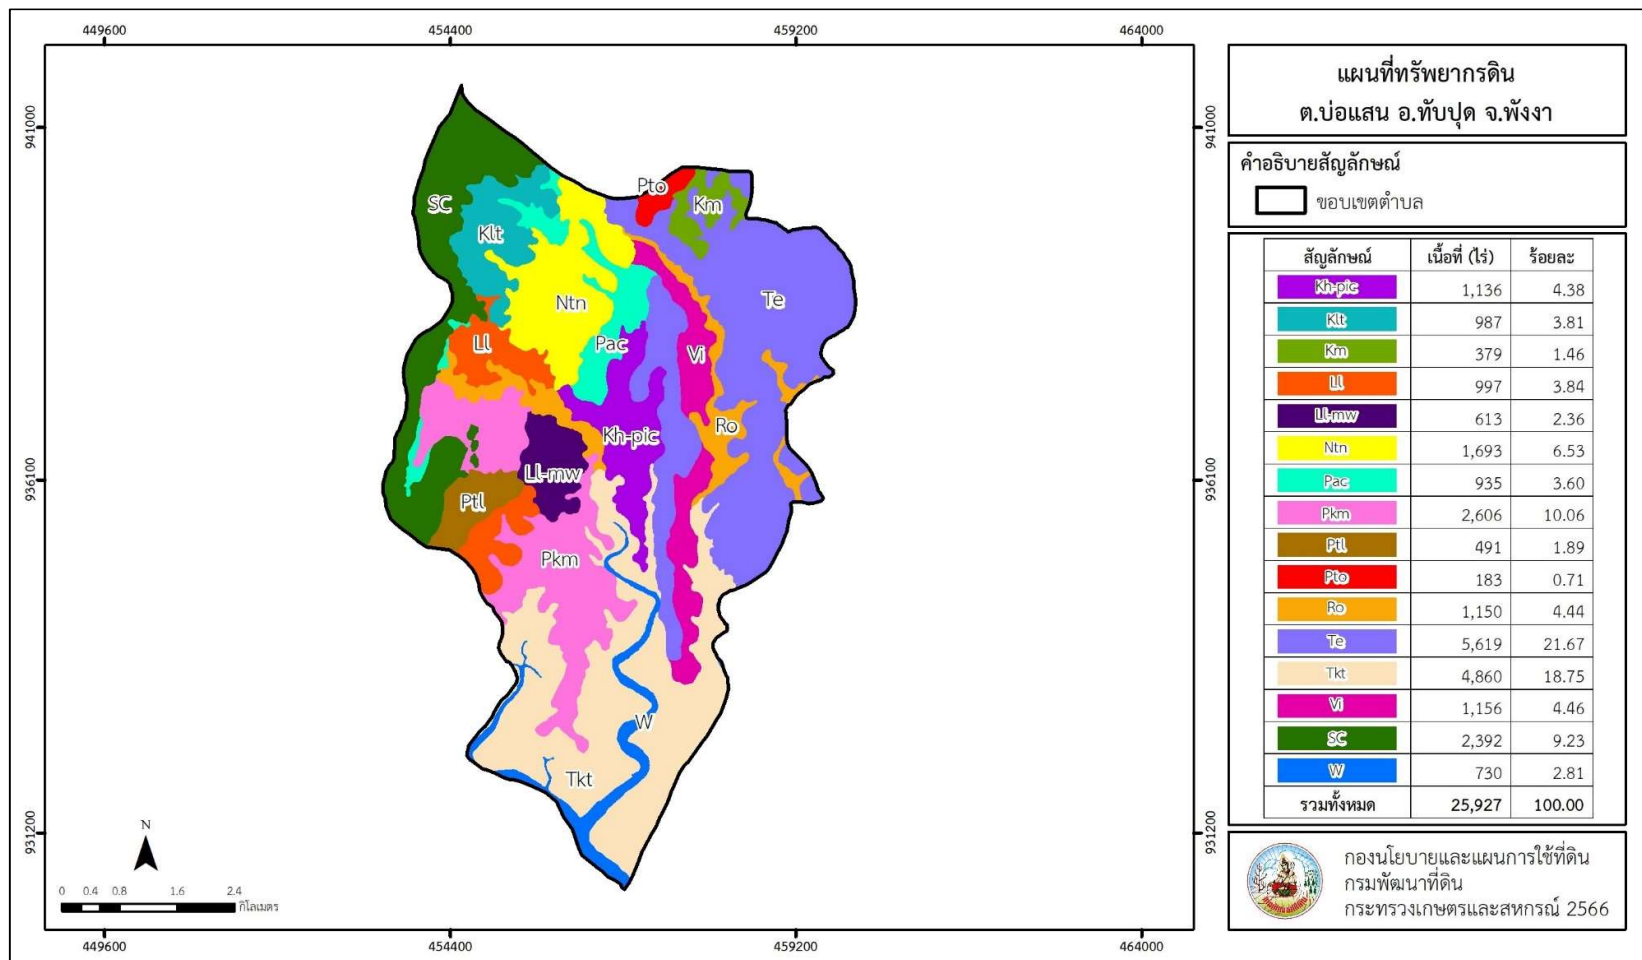 449600 454400 459200 464000
941000 941000
936100 936100
931200 931200
SC
Klt
Pto
Km
Ntn
Te
Ll
Pac
Vi
Kh-pic
Ro
Ll-mw
Ptl
Pkm
W
Tkt
N
0 0.4 0.8 1.6 2.4
กิโลเมตร
449600 454400 459200 464000
แผนที่ทรัพยากรดิน
ต.บ่อแสน อ.ทับปุด จ.พังงา
คำอธิบายสัญลักษณ์
ขอบเขตตำบล
สัญลักษณ์ เนื้อที่ (ไร่) ร้อยละ
Kh-pic 1,136 4.38
Klt 987 3.81
Km 379 1.46
Ll 997 3.84
Ll-mw 613 2.36
Ntn 1,693 6.53
Pac 935 3.60
Pkm 2,606 10.06
Ptl 491 1.89
Pto 183 0.71
Ro 1,150 4.44
Te 5,619 21.67
Tkt 4,860 18.75
Vi 1,156 4.46
SC 2,392 9.23
W 730 2.81
รวมทั้งหมด 25,927 100.00
กองนโยบายและแผนการใช้ที่ดิน
กรมพัฒนาที่ดิน
กระทรวงเกษตรและสหกรณ์ 2566